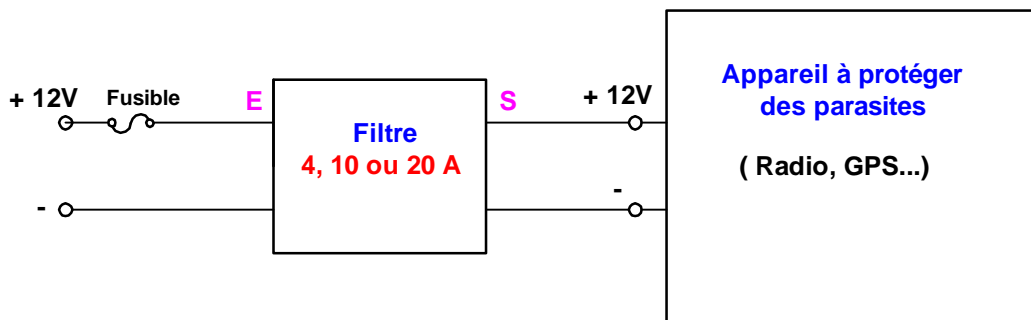 + 12V
Fusible
E
-
Filtre
4, 10 ou 20 A
S
+ 12V
-
Appareil à protéger
des parasites
( Radio, GPS...)